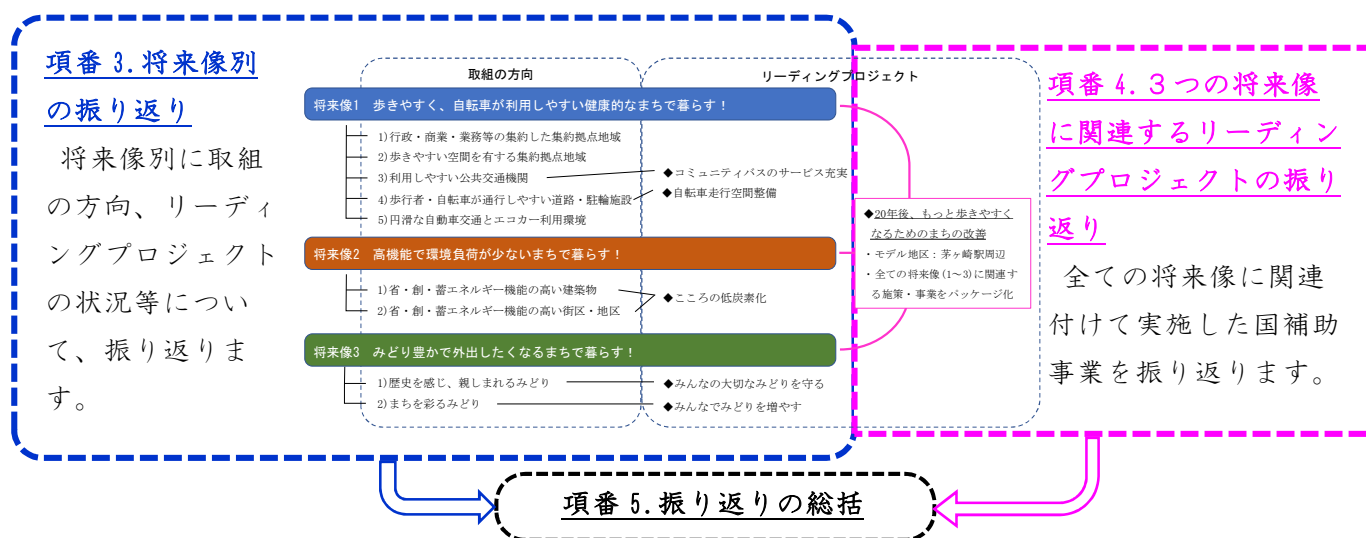 項番 3.将来像別
の振り返り
将来像別に取組
の方向、リーディ
ングプロジェクト
の状況等につい
て、振り返りま
す。
取組の方向
リーディングプロジェクト
将来像1 歩きやすく、自転車が利用しやすい健康的なまちで暮らす！
1)行政・商業・業務等の集約した集約拠点地域
2)歩きやすい空間を有する集約拠点地域
3)利用しやすい公共交通機関
4)歩行者・自転車が通行しやすい道路・駐輪施設
5)円滑な自動車交通とエコカー利用環境
◆コミュニティバスのサービス充実
◆自転車走行空間整備
将来像2 高機能で環境負荷が少ないまちで暮らす！
1)省・創・蓄エネルギー機能の高い建築物
2)省・創・蓄エネルギー機能の高い街区・地区
◆こころの低炭素化
将来像3 みどり豊かで外出したくなるまちで暮らす！
1)歴史を感じ、親しまれるみどり
2)まちを彩るみどり
◆みんなの大切なみどりを守る
◆みんなでみどりを増やす
◆20年後、もっと歩きやすく
なるためのまちの改善
・モデル地区：茅ヶ崎駅周辺
・全ての将来像(1～3)に関連す
る施策・事業をパッケージ化
項番 4.３つの将来像
に関連するリーディン
グプロジェクトの振り
返り
全ての将来像に関連
付けて実施した国補助
事業を振り返ります。
項番 5.振り返りの総括